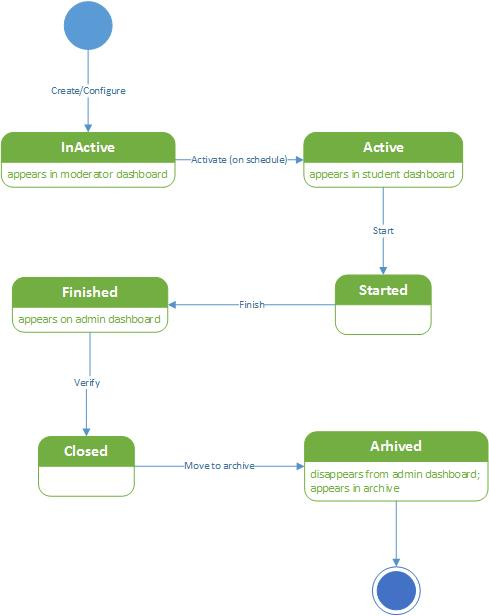 Create/Configure
InActive
appears in moderator dashboard
Activate (on schedule)
Active
appears in student dashboard
Start
Started
Finish
Finished
appears on admin dashboard
Verify
Closed
Move to archive
Arhived
disappears from admin dashboard;
appears in archive